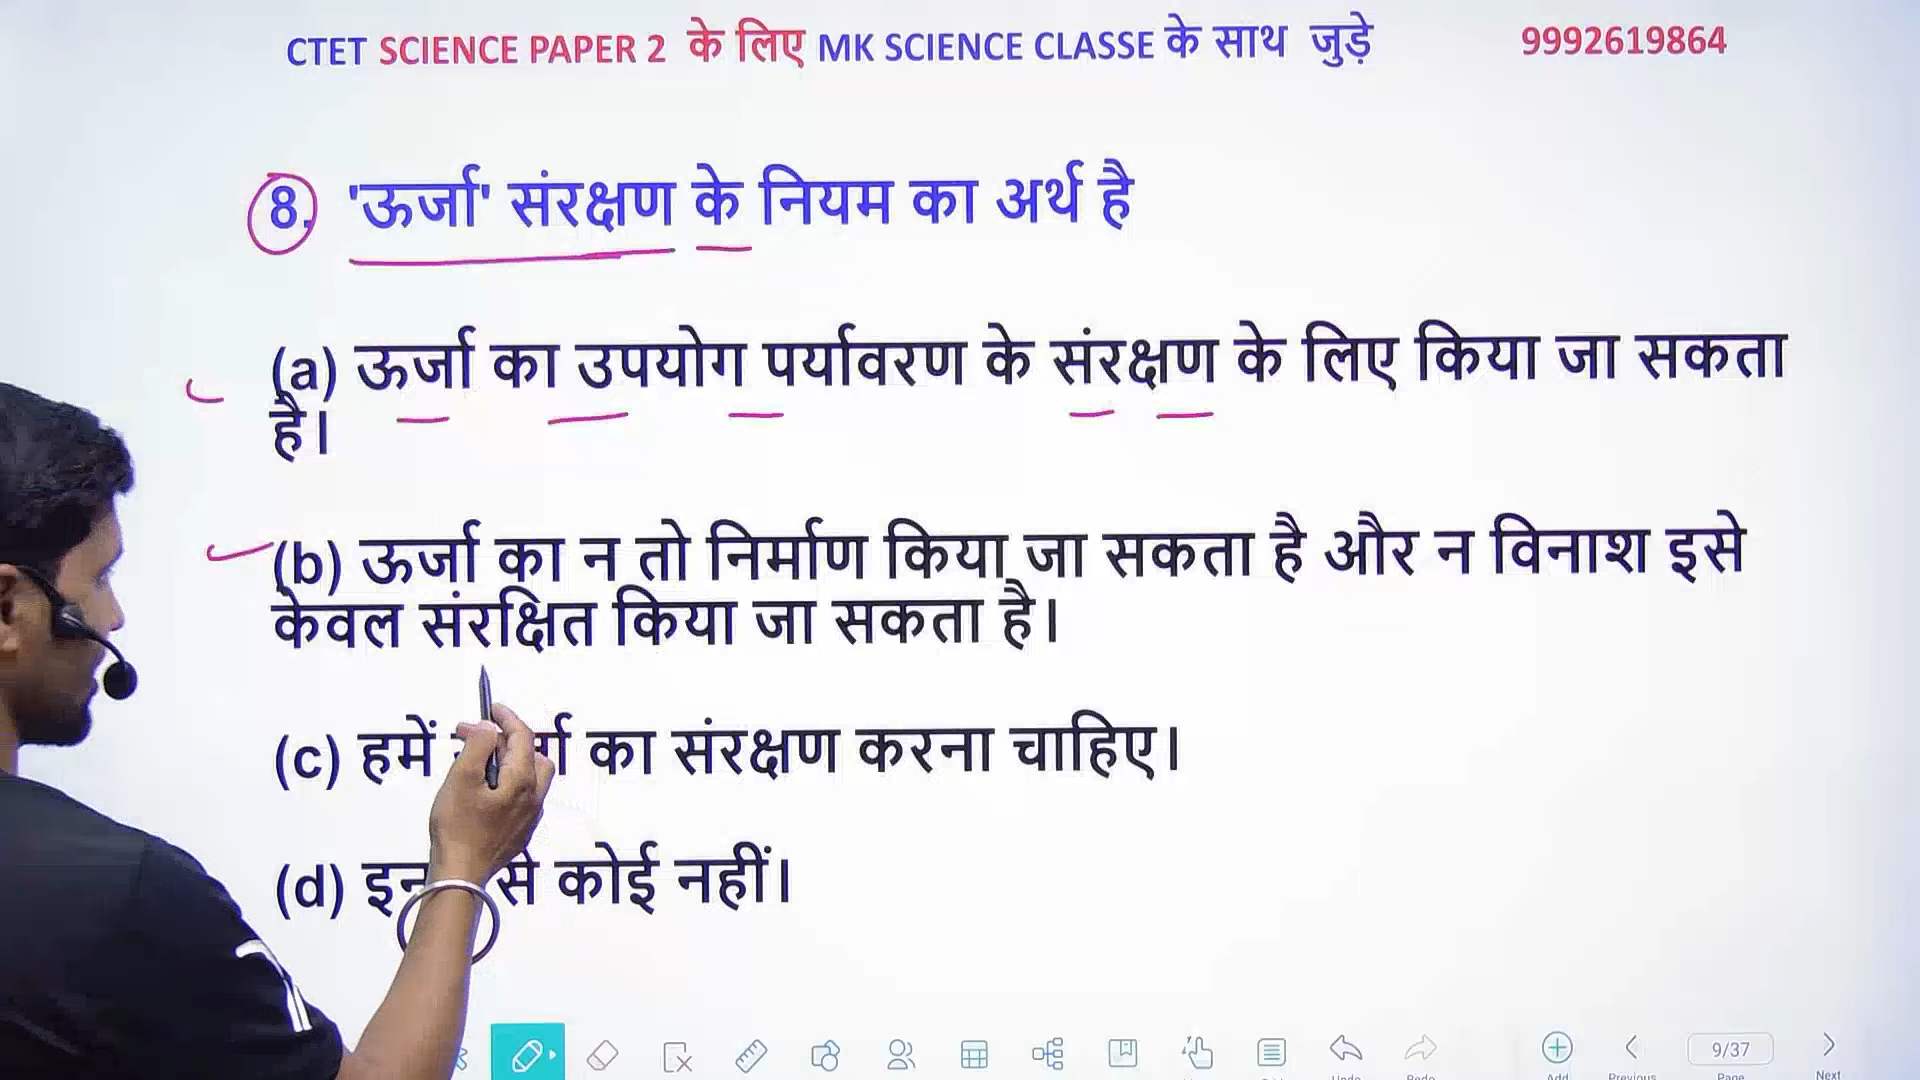 CTET SCIENCE PAPER 2 के लिए MK SCIENCE CLASSE के साथ जुड़े 9992619864
8. 'ऊर्जा' संरक्षण के नियम का अर्थ है
(a) ऊर्जा का उपयोग पर्यावरण के संरक्षण के लिए किया जा सकता
है।
(b) ऊर्जा का न तो निर्माण किया जा सकता है और न विनाश इसे
केवल संरक्षित किया जा सकता है।
(c) हमें का संरक्षण करना चाहिए।
(d) से कोई नहीं।
9/37
Add Previous Page Next